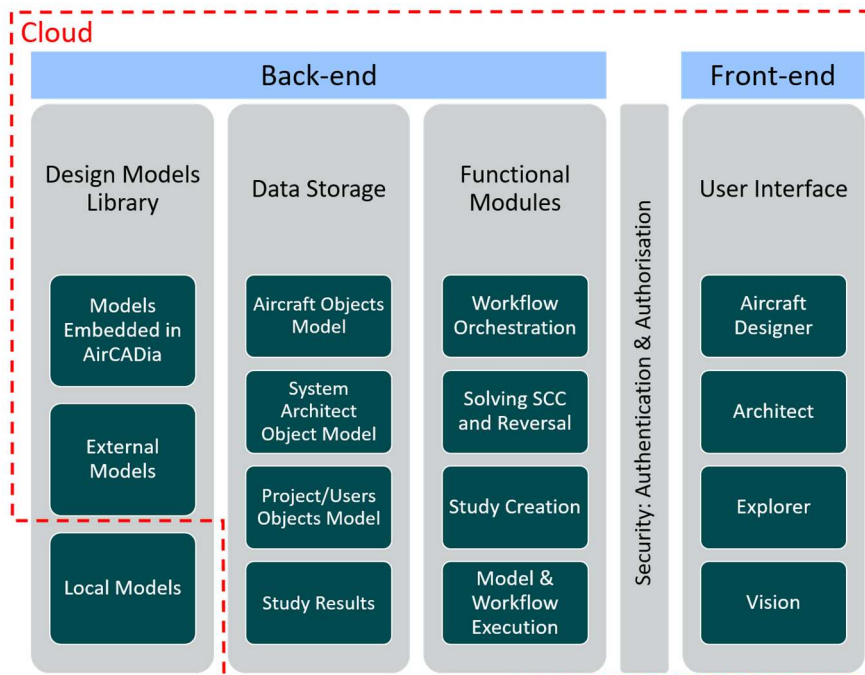 Cloud
Back-end
Front-end
Design Models
Library
Models
Embedded in
AirCADia
External
Models
Local Models
Data Storage
Aircraft Objects
Model
System
Architect
Object Model
Project/Users
Objects Model
Study Results
Functional
Modules
Workflow
Orchestration
Solving SCC
and Reversal
Study Creation
Model &
Workflow
Execution
Security: Authentication & Authorisation
User Interface
Aircraft
Designer
Architect
Explorer
Vision